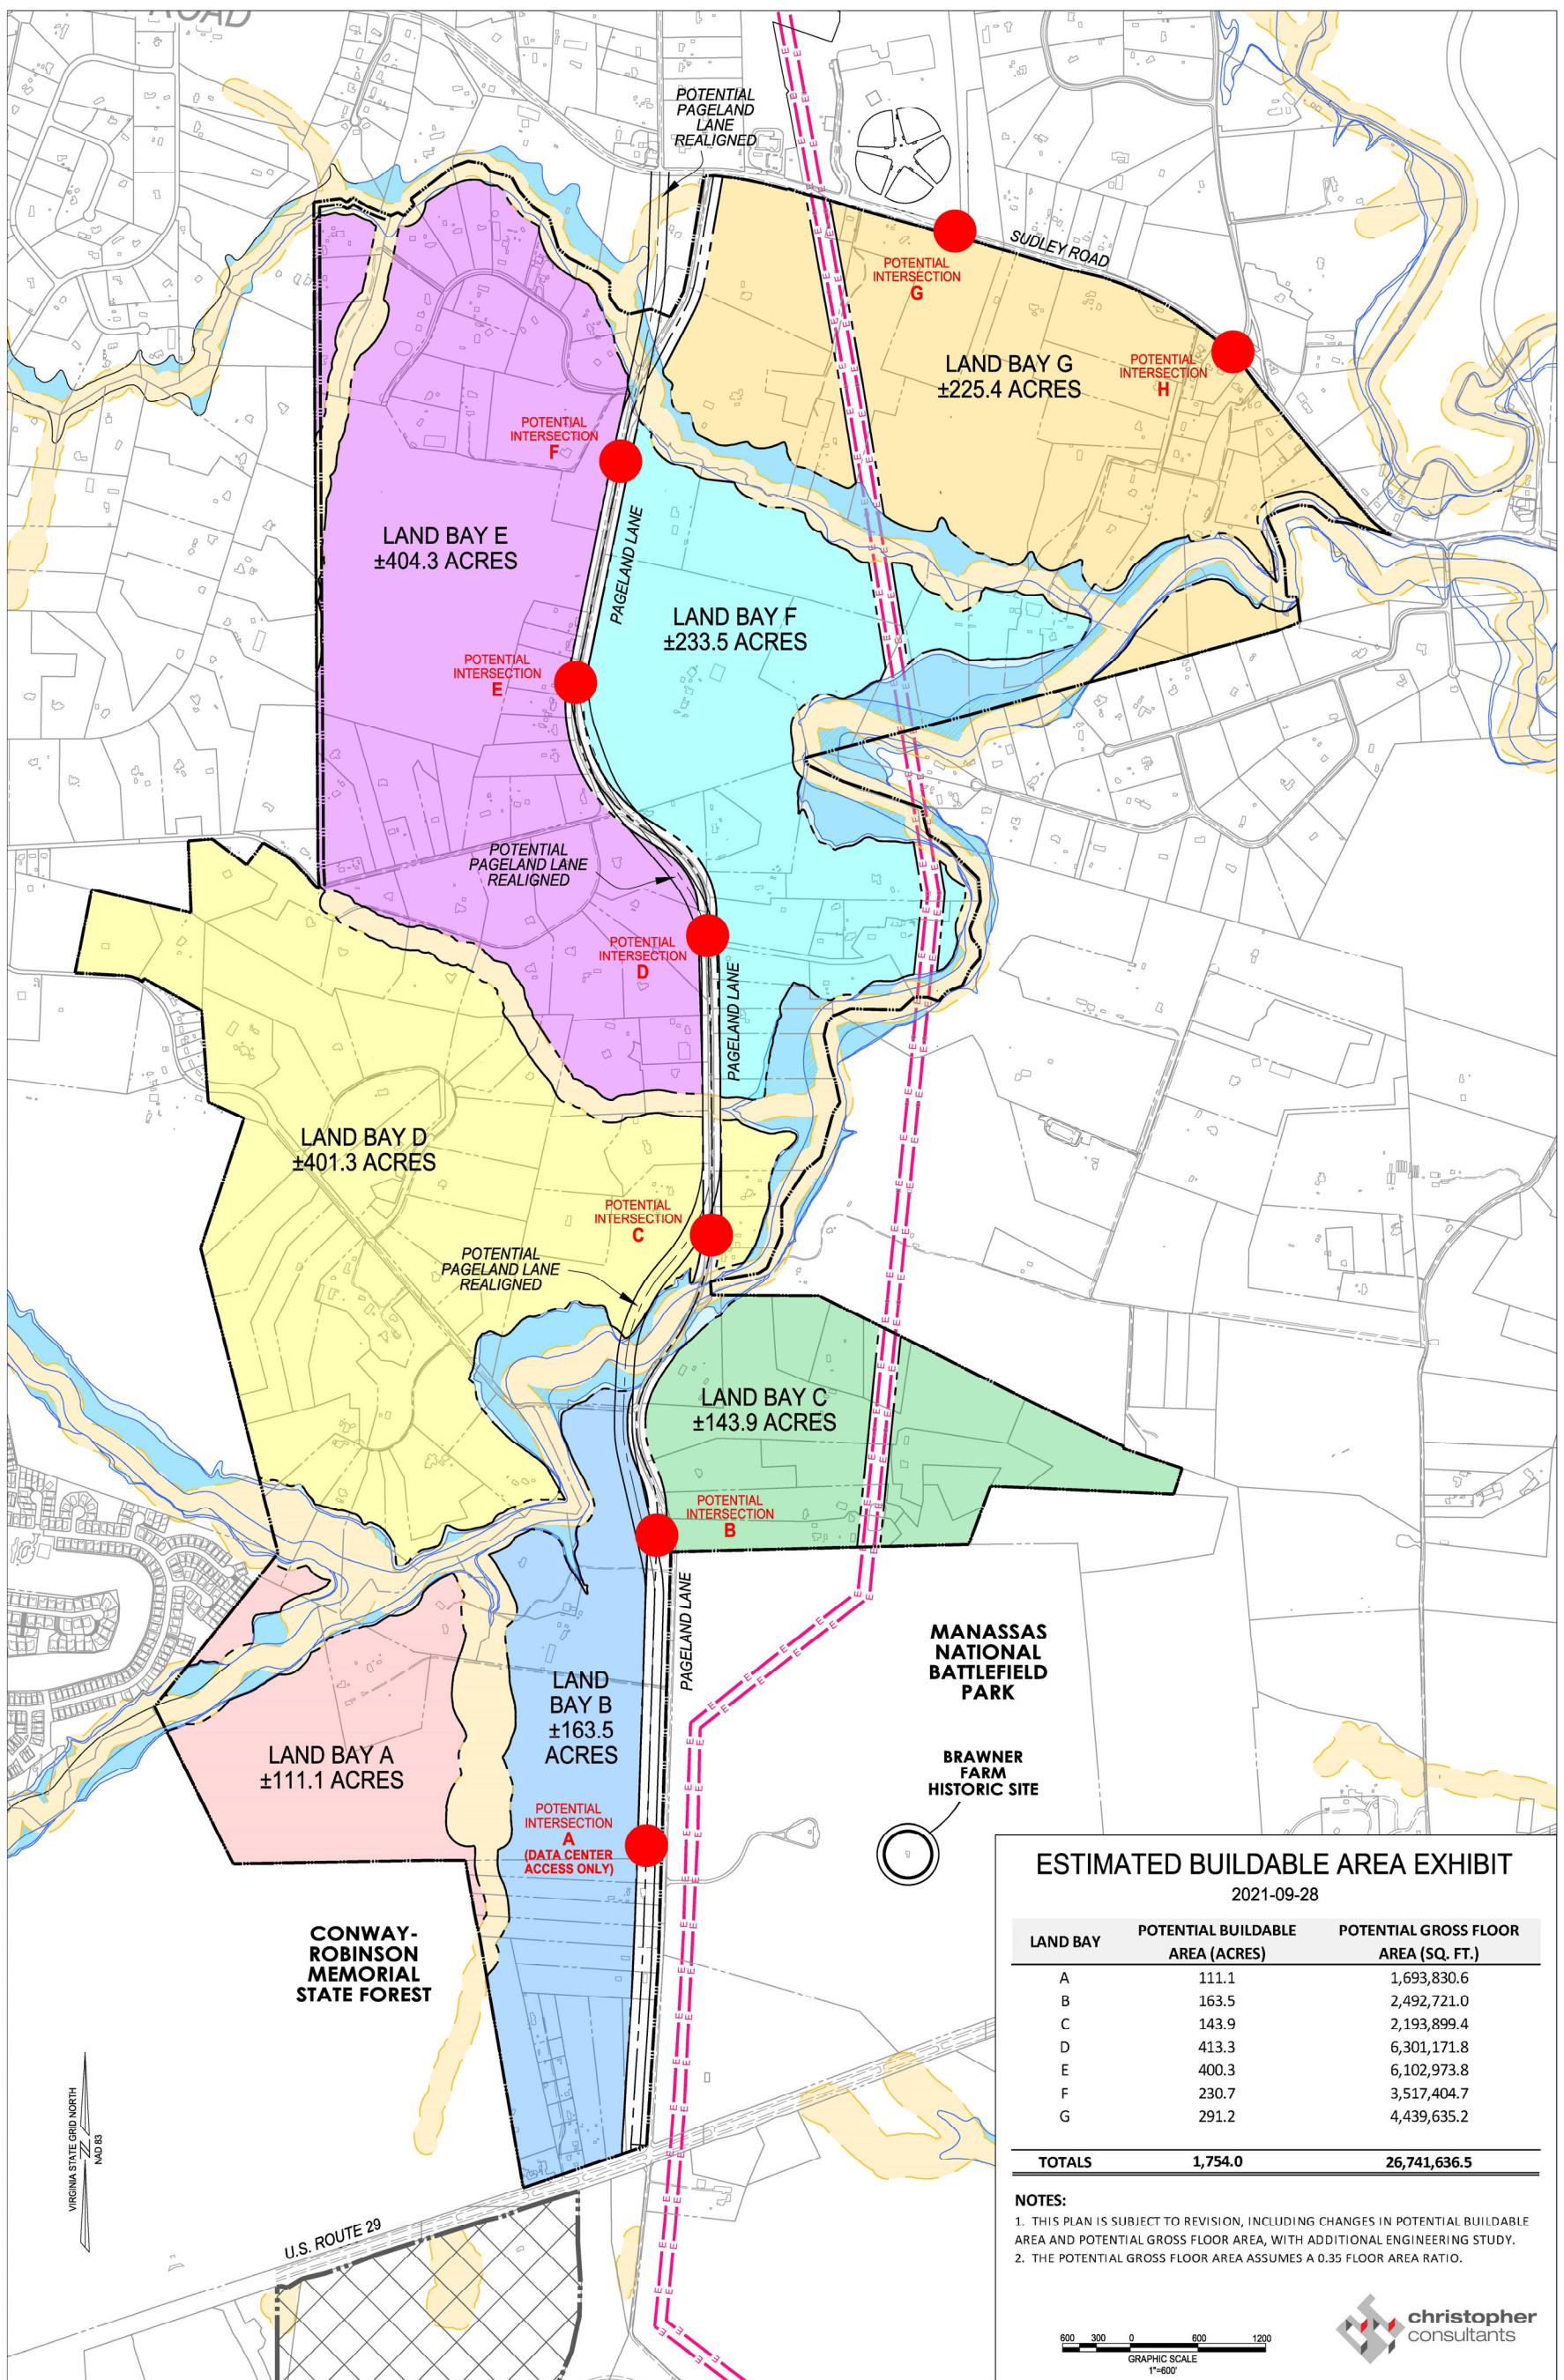 ROAD
POTENTIAL
PAGELAND
LANE
REALIGNED
SUDLEY ROAD
POTENTIAL
INTERSECTION
G
LAND BAY G
±225.4 ACRES
POTENTIAL
INTERSECTION
H
POTENTIAL
INTERSECTION
F
LAND BAY E
±404.3 ACRES
PAGELAND LANE
LAND BAY F
±233.5 ACRES
POTENTIAL
INTERSECTION
E
POTENTIAL
PAGELAND LANE
REALIGNED
POTENTIAL
INTERSECTION
D
PAGELAND LANE
LAND BAY D
±401.3 ACRES
POTENTIAL
INTERSECTION
C
POTENTIAL
PAGELAND LANE
REALIGNED
LAND BAY C
±143.9 ACRES
POTENTIAL
INTERSECTION
B
PAGELAND LANE
MANASSAS
NATIONAL
BATTLEFIELD
PARK
LAND
BAY B
±163.5
ACRES
LAND BAY A
±111.1 ACRES
BRAWNER
FARM
HISTORIC SITE
POTENTIAL
INTERSECTION
A
(DATA CENTER
ACCESS ONLY)
CONWAY-
ROBINSON
MEMORIAL
STATE FOREST
VIRGINIA STATE GRID NORTH
NAD 83
U.S. ROUTE 29
ESTIMATED BUILDABLE AREA EXHIBIT
2021-09-28
LAND BAY POTENTIAL BUILDABLE AREA (ACRES) POTENTIAL GROSS FLOOR AREA (SQ. FT.)
A 111.1 1,693,830.6
B 163.5 2,492,721.0
C 143.9 2,193,899.4
D 413.3 6,301,171.8
E 400.3 6,102,973.8
F 230.7 3,517,404.7
G 291.2 4,439,635.2
TOTALS 1,754.0 26,741,636.5
NOTES:
1. THIS PLAN IS SUBJECT TO REVISION, INCLUDING CHANGES IN POTENTIAL BUILDABLE
AREA AND POTENTIAL GROSS FLOOR AREA, WITH ADDITIONAL ENGINEERING STUDY.
2. THE POTENTIAL GROSS FLOOR AREA ASSUMES A 0.35 FLOOR AREA RATIO.
600 300 0 600 1200
GRAPHIC SCALE
1"=600'
christopher
consultants